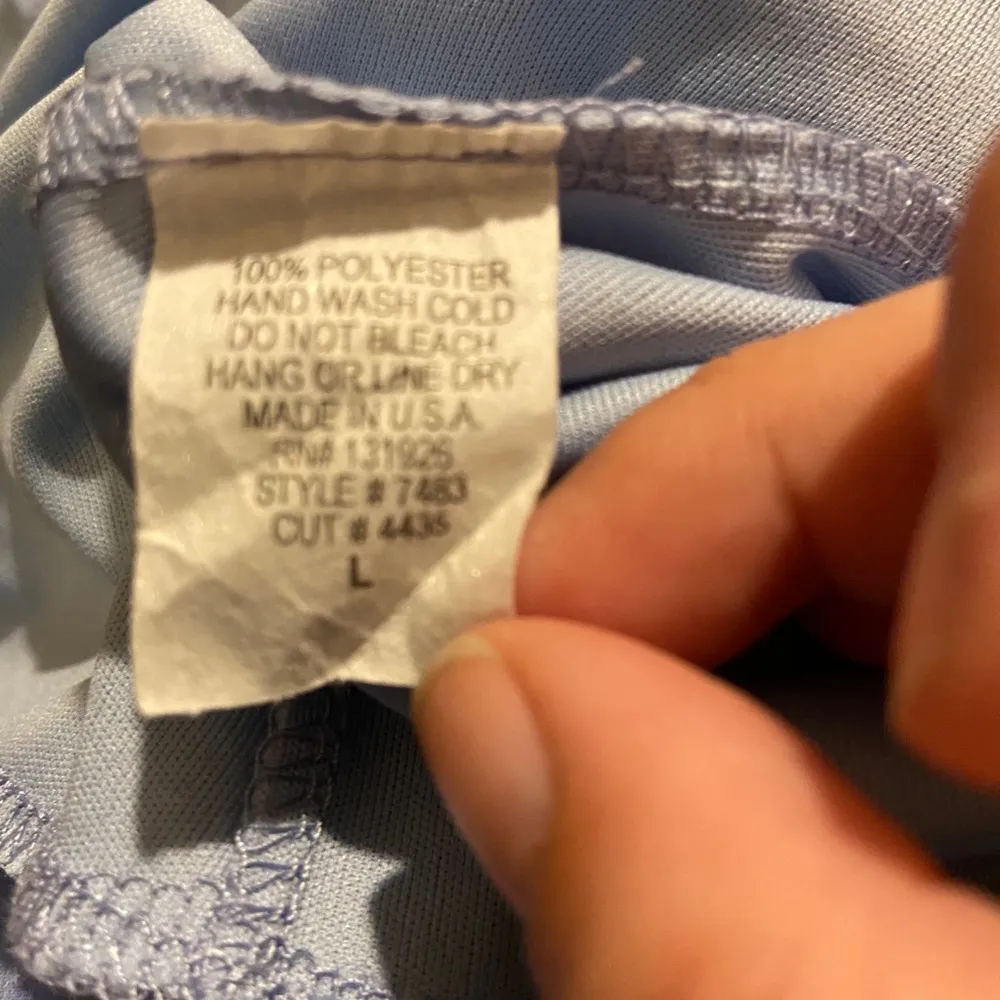 100% POLYESTER
HAND WASH COLD
DO NOT BLEACH
HANG OR LINE DRY
MADE IN U.S.A
RN# 131925
STYLE # 7483
CUT # 4435
L